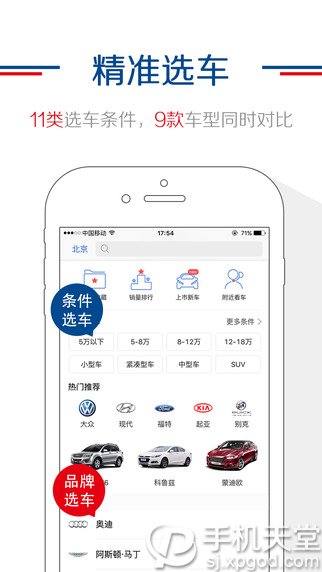 精准选车
11类选车条件，9款车型同时对比
中国移动 17:54
北京
藏 销量排行 上市新车 附近看车
条件
选车
更多条件
5万以下 5-8万 8-12万 12-18万
小型车 紧凑型车 中型车 SUV
热门推荐
KIA BUICK
大众 现代 福特 起亚 别克
品牌
选车
6 科鲁兹 蒙迪欧
奥迪
阿斯顿·马丁
手机天堂
sj.xpgod.com